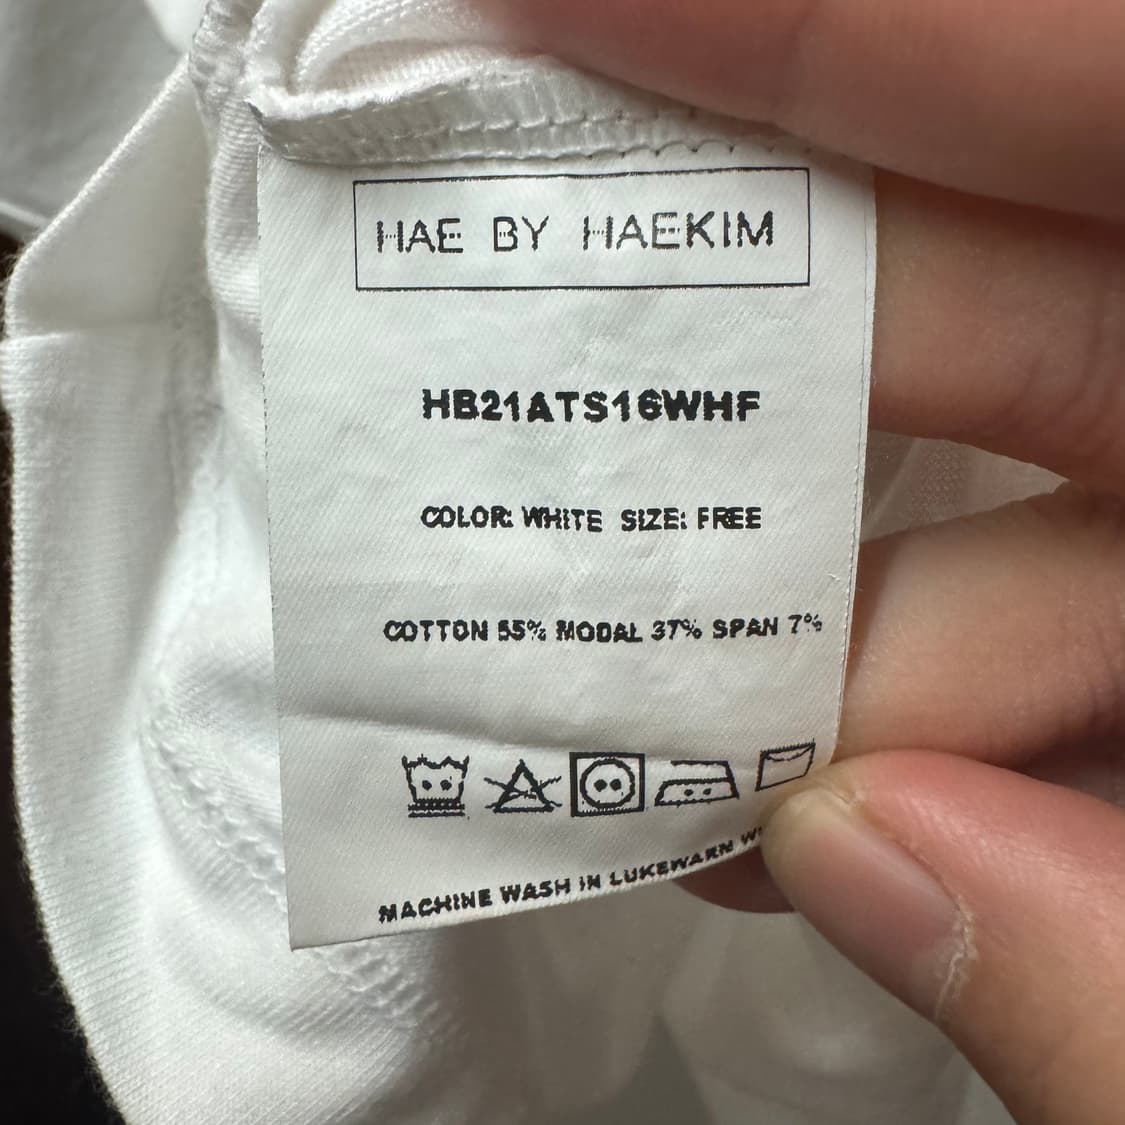 HAE BY HAEKIM
HB21ATS16WHF
COLOR: WHITE SIZE: FREE
COTTON 55% MODAL 37% SPAN 7%
MACHINE WASH IN LUKEWARN